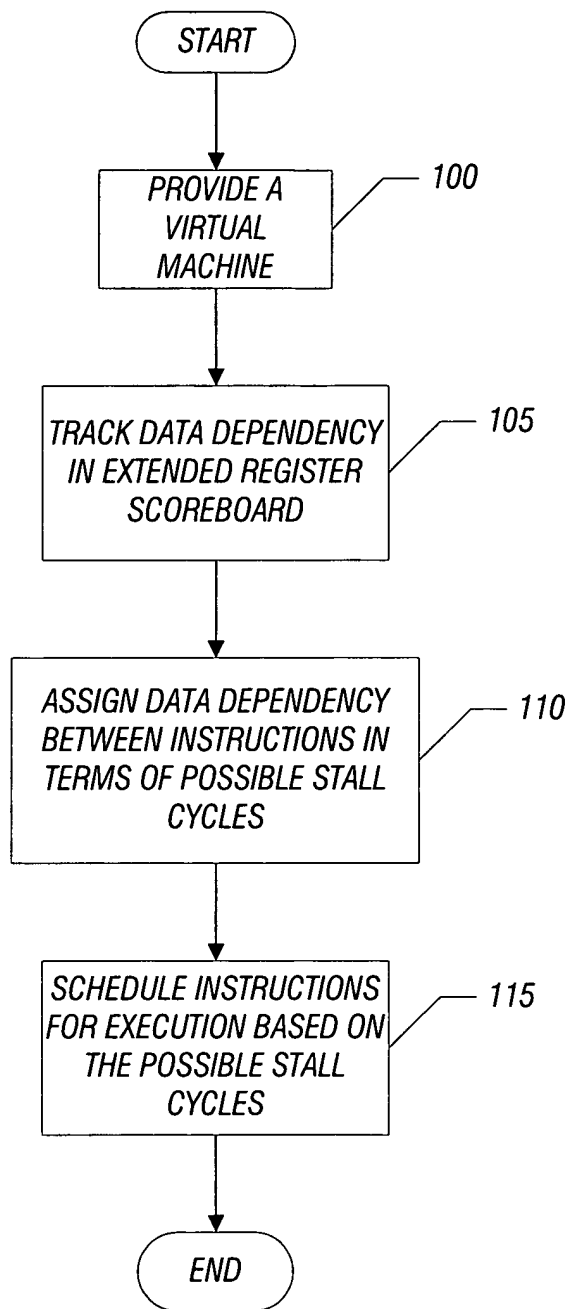 START
PROVIDE A
VIRTUAL
MACHINE
100
TRACK DATA DEPENDENCY
IN EXTENDED REGISTER
SCOREBOARD
105
ASSIGN DATA DEPENDENCY
BETWEEN INSTRUCTIONS IN
TERMS OF POSSIBLE STALL
CYCLES
110
SCHEDULE INSTRUCTIONS
FOR EXECUTION BASED ON
THE POSSIBLE STALL
CYCLES
115
END